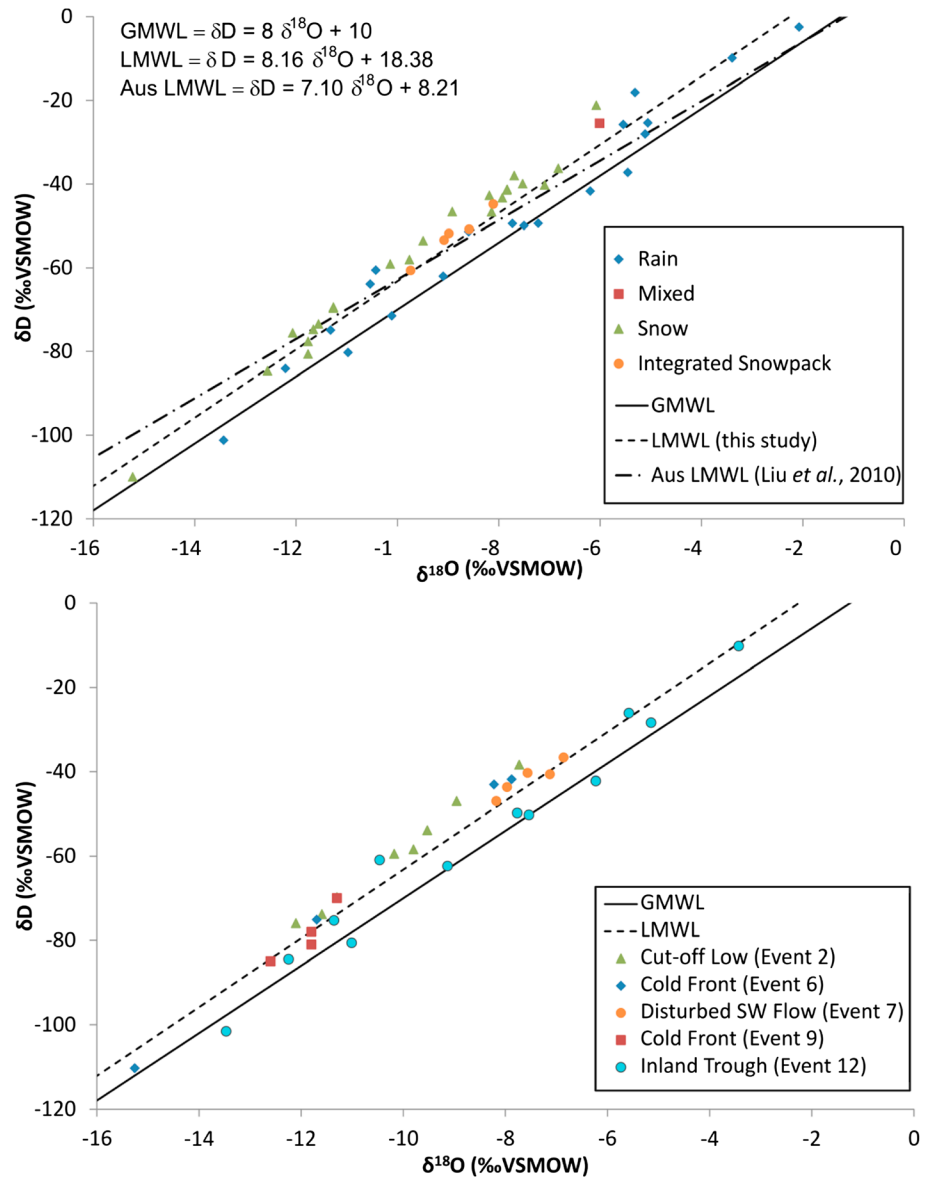 GMWL = δD = 8 δ18O + 10
LMWL = δ D = 8.16 δ18O + 18.38
Aus LMWL = δD = 7.10 δ18O + 8.21
0
-20
-40
-60
-80
-100
-120
δD (‰VSMOW)
Rain
Mixed
Snow
Integrated Snowpack
GMWL
LMWL (this study)
Aus LMWL (Liu et al., 2010)
-16 -14 -12 -1 -8 -6 -4 -2 0
δ18O (‰VSMOW)
0
-20
-40
-60
-80
-100
-120
δD (‰VSMOW)
GMWL
LMWL
Cut-off Low (Event 2)
Cold Front (Event 6)
Disturbed SW Flow (Event 7)
Cold Front (Event 9)
Inland Trough (Event 12)
-16 -14 -12 -10 -8 -6 -4 -2 0
δ18O (‰VSMOW)